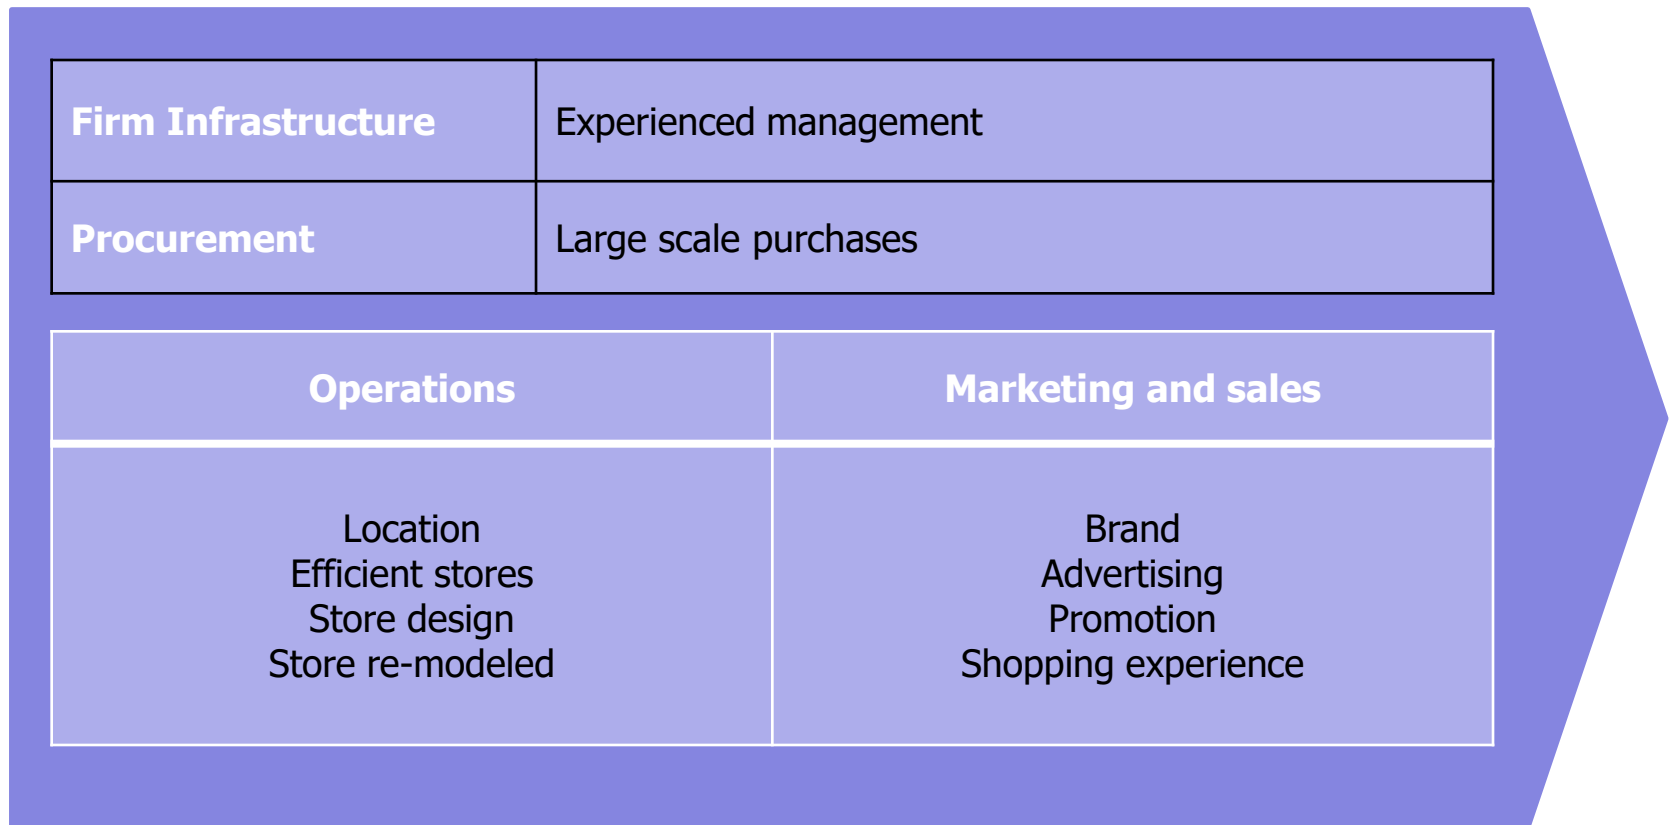 Firm Infrastructure
Experienced management
Procurement
Large scale purchases
Operations
Marketing and sales
Location
Efficient stores
Store design
Store re-modeled
Brand
Advertising
Promotion
Shopping experience